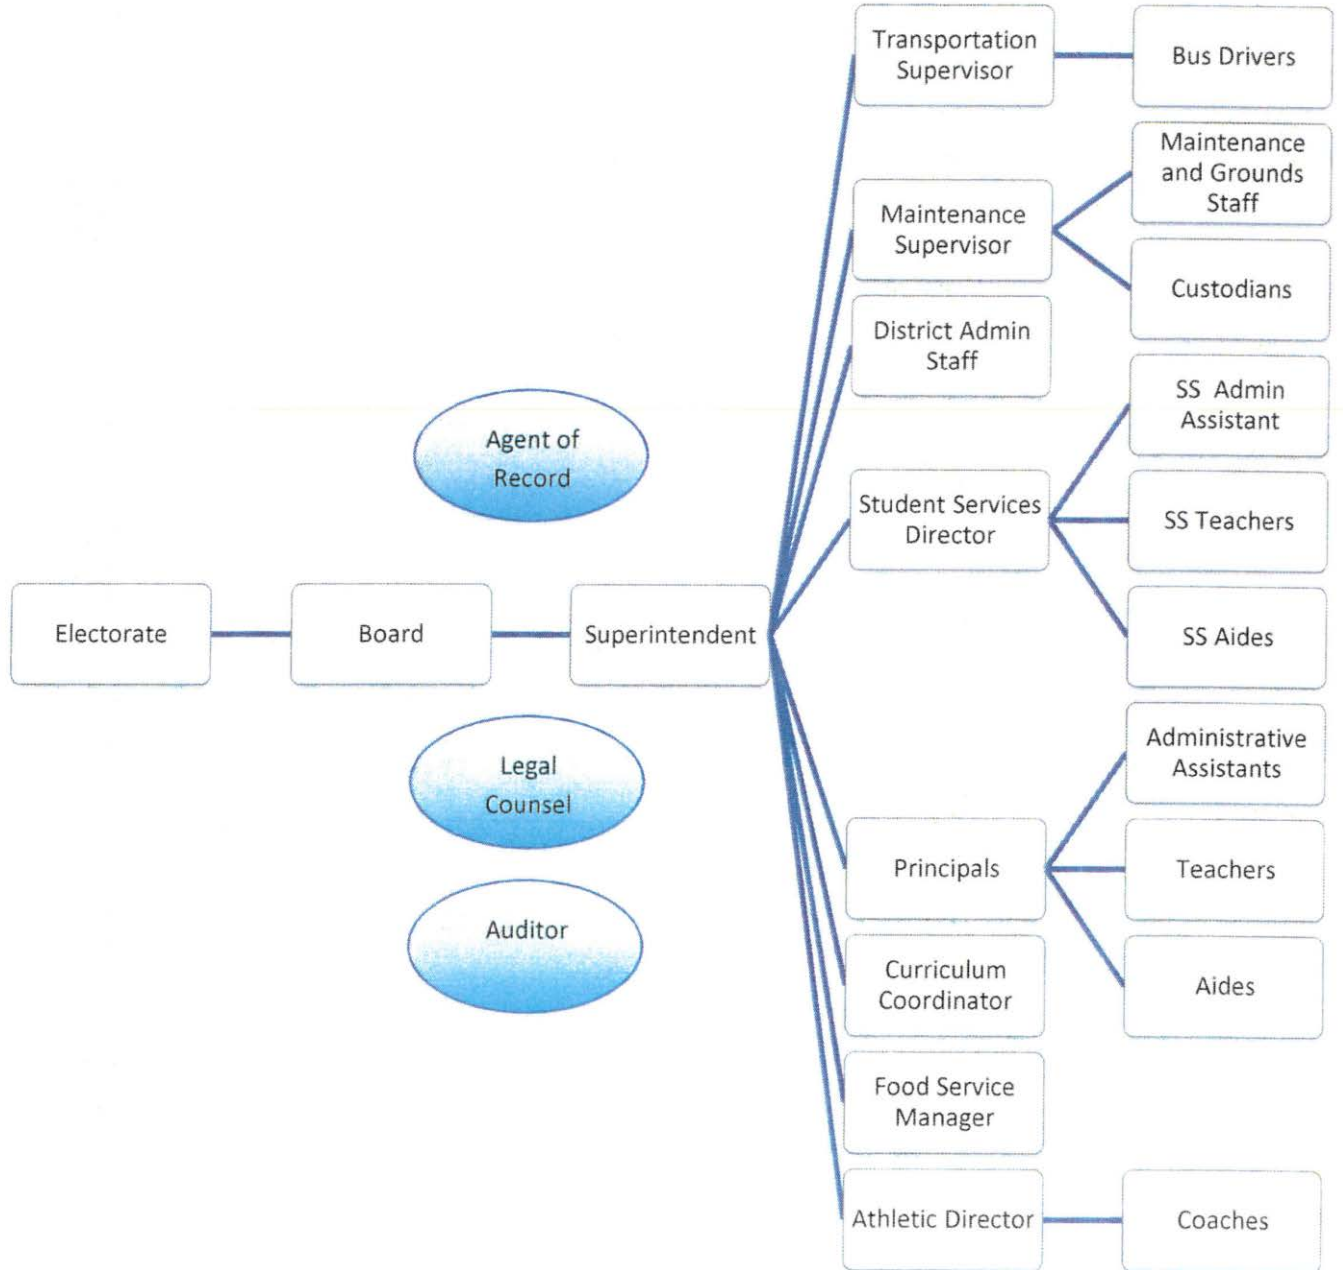 Transportation
Supervisor
Bus Drivers
Maintenance
and Grounds
Staff
Maintenance
Supervisor
Custodians
District Admin
Staff
SS Admin
Assistant
Agent of
Record
Student Services
Director
SS Teachers
Electorate
Board
Superintendent
SS Aides
Administrative
Assistants
Legal
Counsel
Principals
Teachers
Auditor
Curriculum
Coordinator
Aides
Food Service
Manager
Athletic Director
Coaches